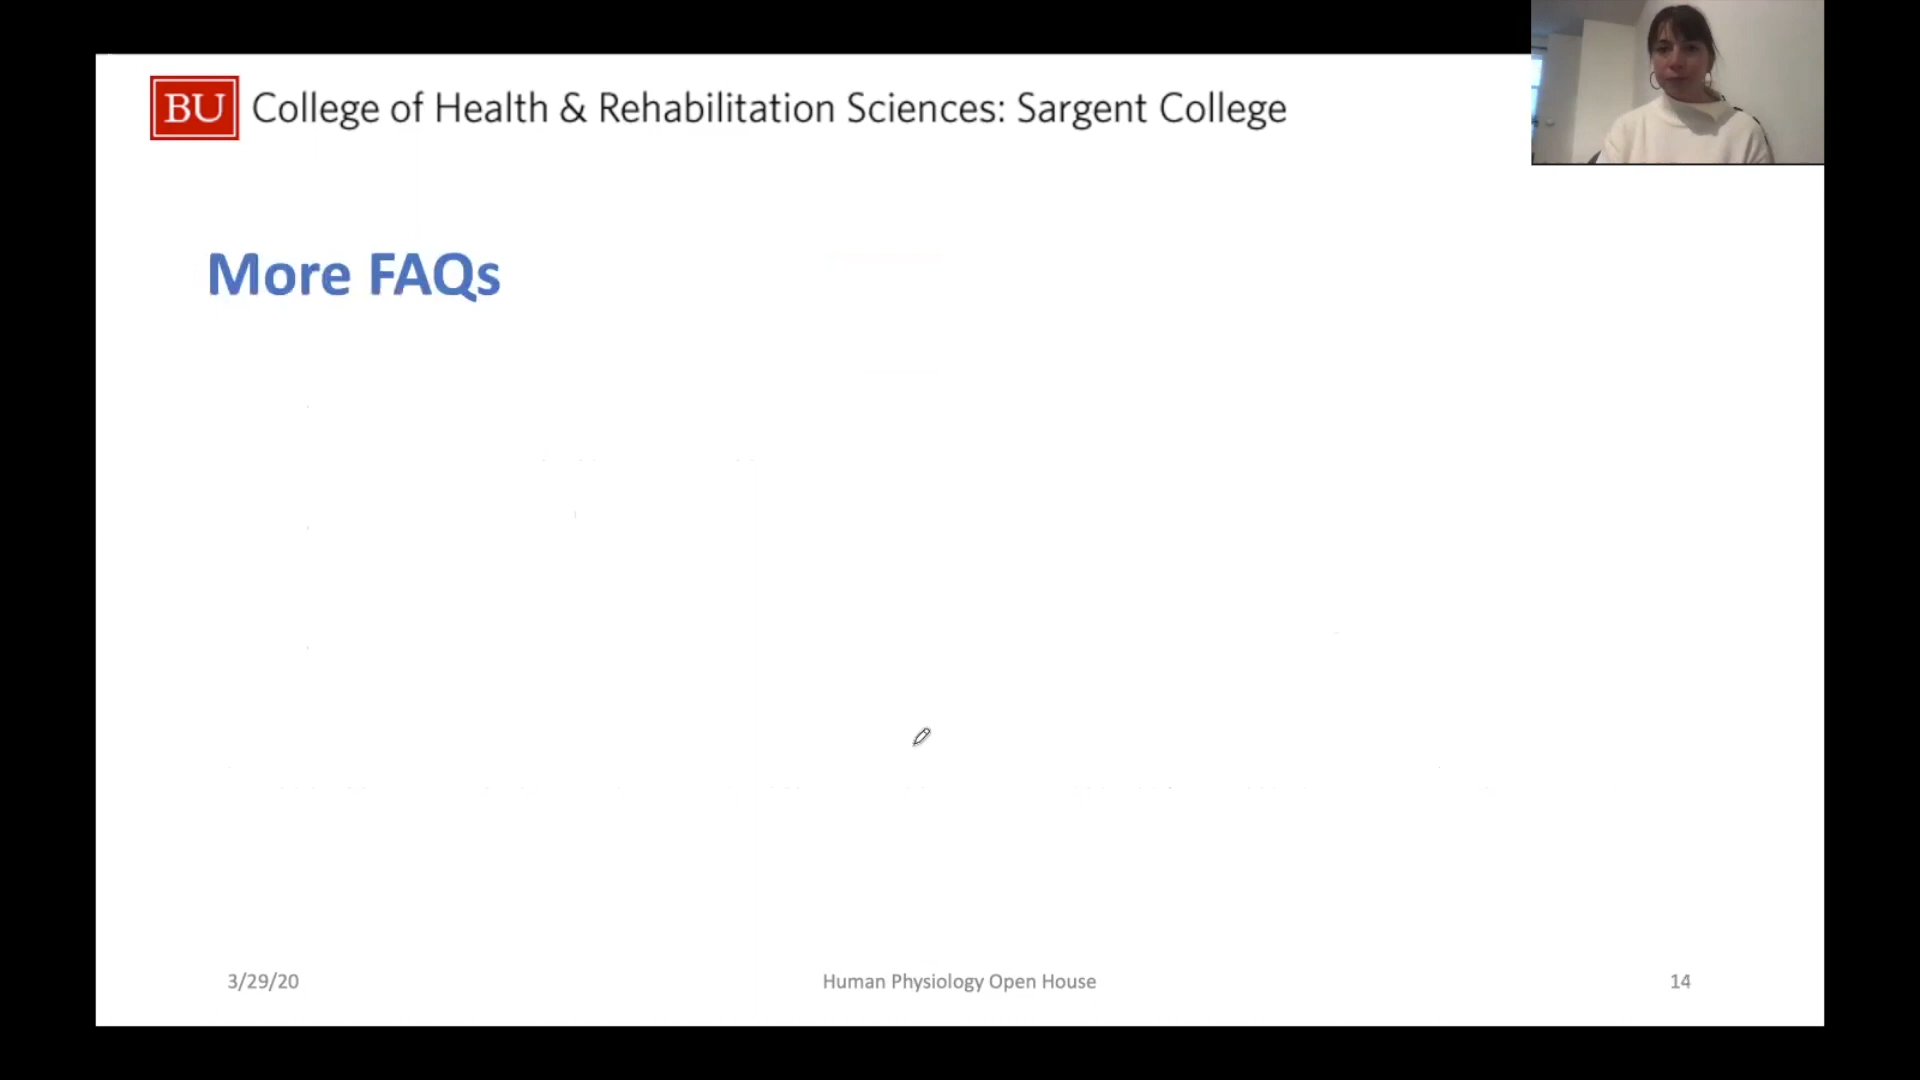 BU College of Health & Rehabilitation Sciences: Sargent College
More FAQs
3/29/20 Human Physiology Open House 14